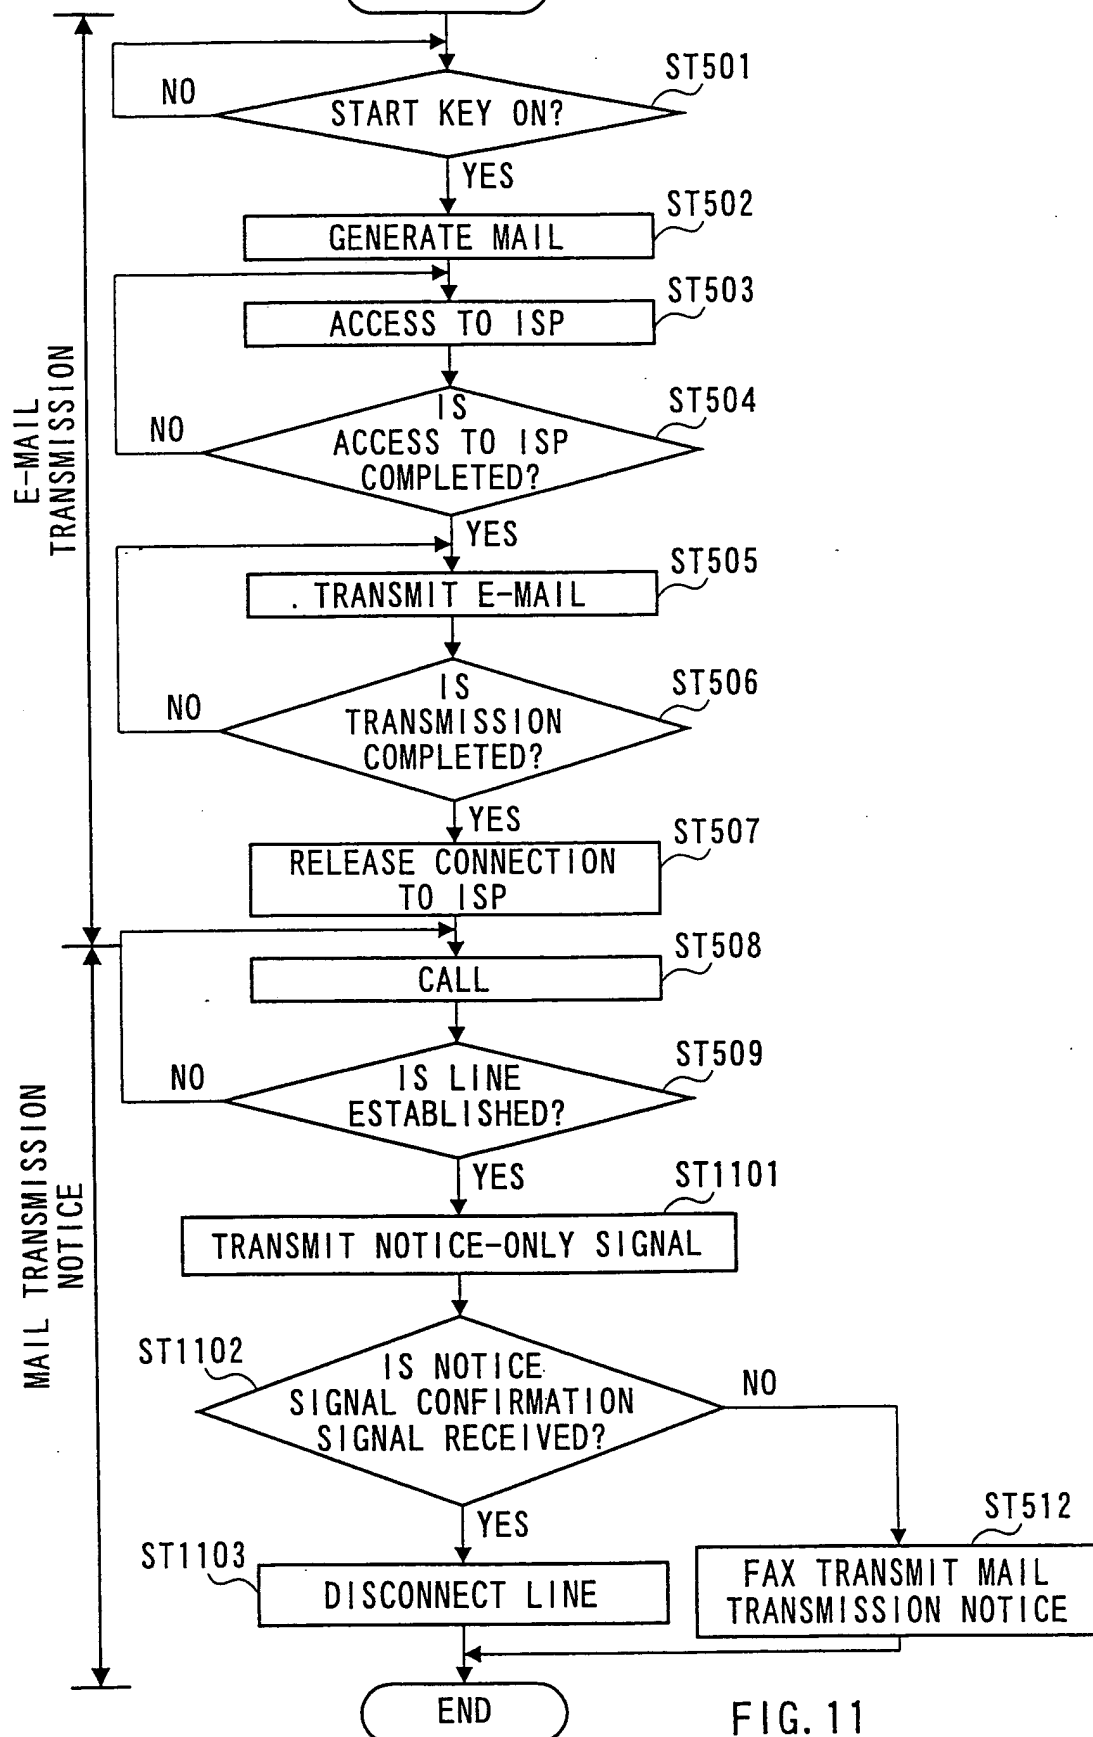 ST501
NO
START KEY ON?
YES
ST502
GENERATE MAIL
ST503
ACCESS TO ISP
ST504
NO
IS
ACCESS TO ISP
COMPLETED?
YES
E-MAIL
TRANSMISSION
ST505
TRANSMIT E-MAIL
ST506
NO
IS
TRANSMISSION
COMPLETED?
YES
ST507
RELEASE CONNECTION
TO ISP
ST508
CALL
ST509
NO
IS LINE
ESTABLISHED?
YES
MAIL TRANSMISSION
NOTICE
ST1101
TRANSMIT NOTICE-ONLY SIGNAL
ST1102
IS NOTICE
SIGNAL CONFIRMATION
SIGNAL RECEIVED?
NO
YES
ST512
ST1103
DISCONNECT LINE
FAX TRANSMIT MAIL
TRANSMISSION NOTICE
END
FIG. 11